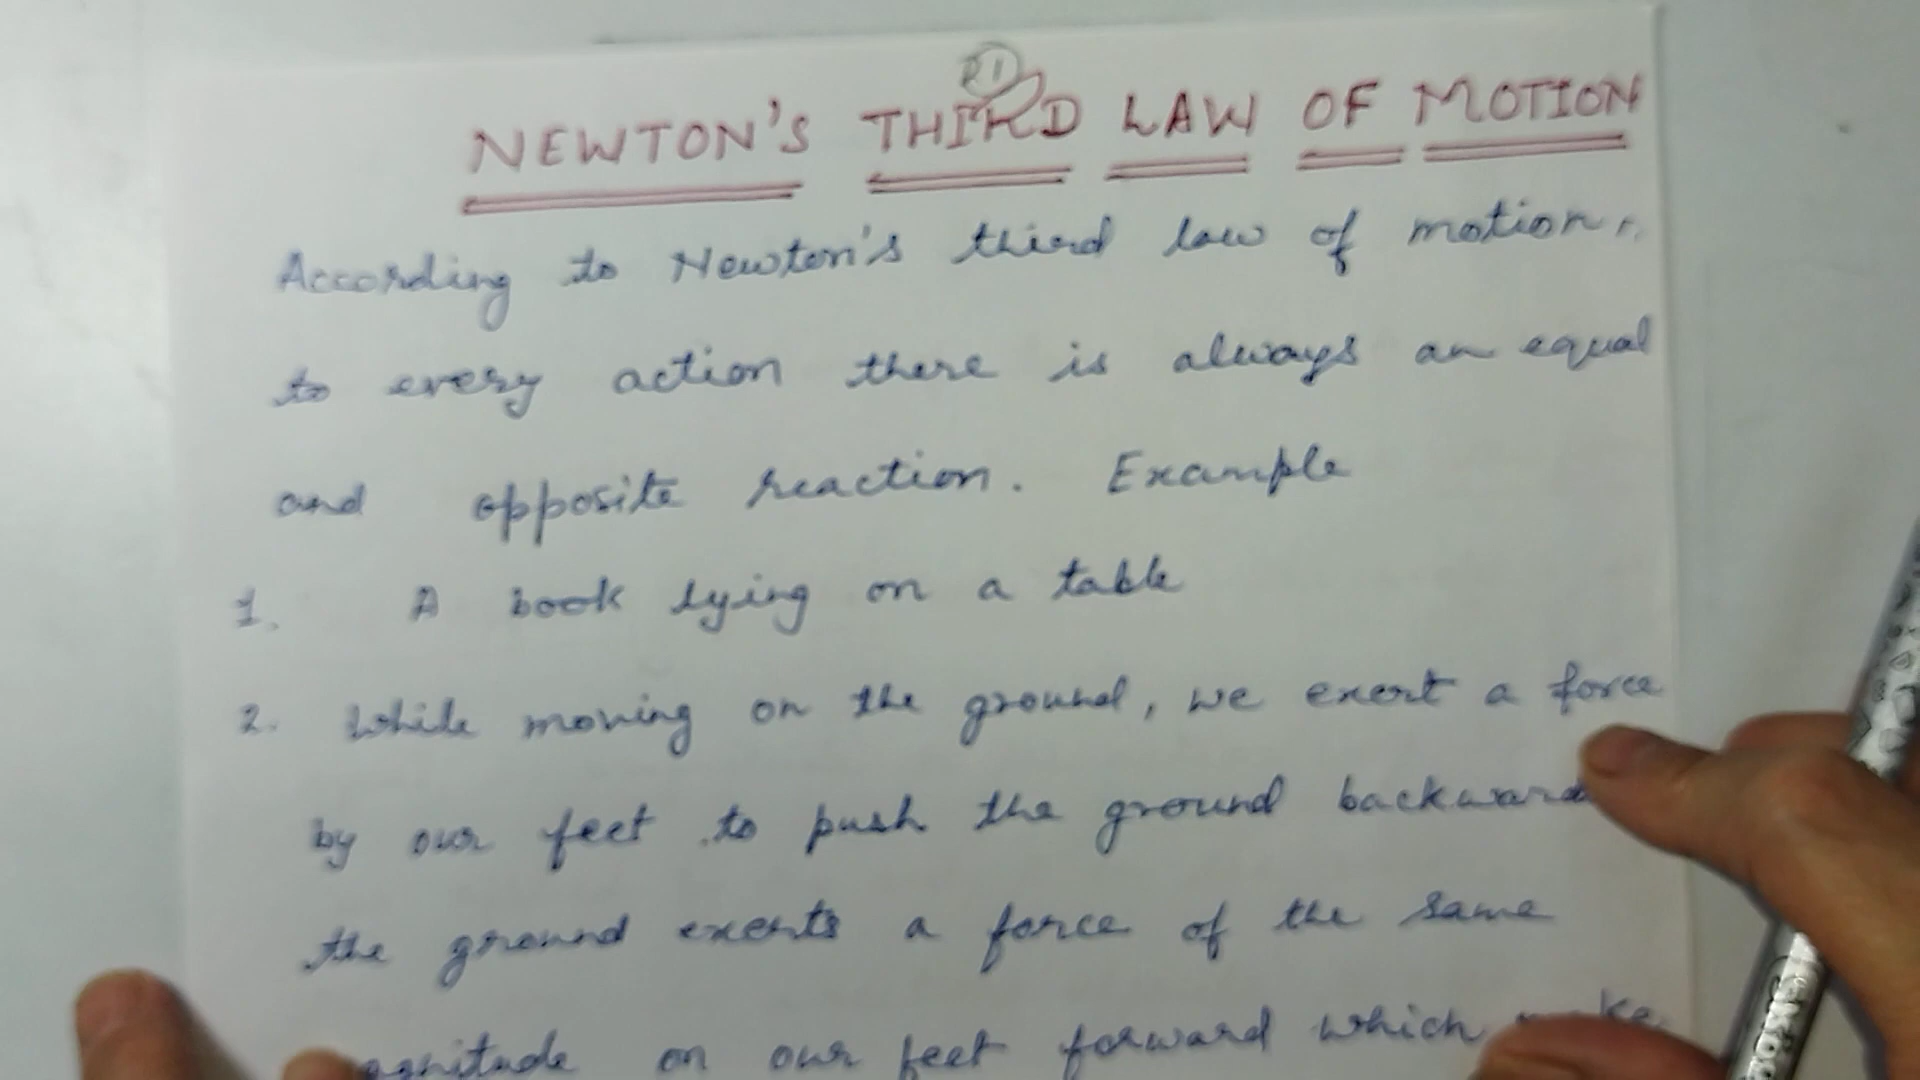 R1
NEWTON'S THIRD LAW OF MOTION
According to Newton's third law of motion,
to every action there is always an equal
and opposite reaction. Example
1. A book lying on a table
2. While moving on the ground, we exert a force
by our feet to push the ground backward
the ground exerts a force of the same
on our feet forward which